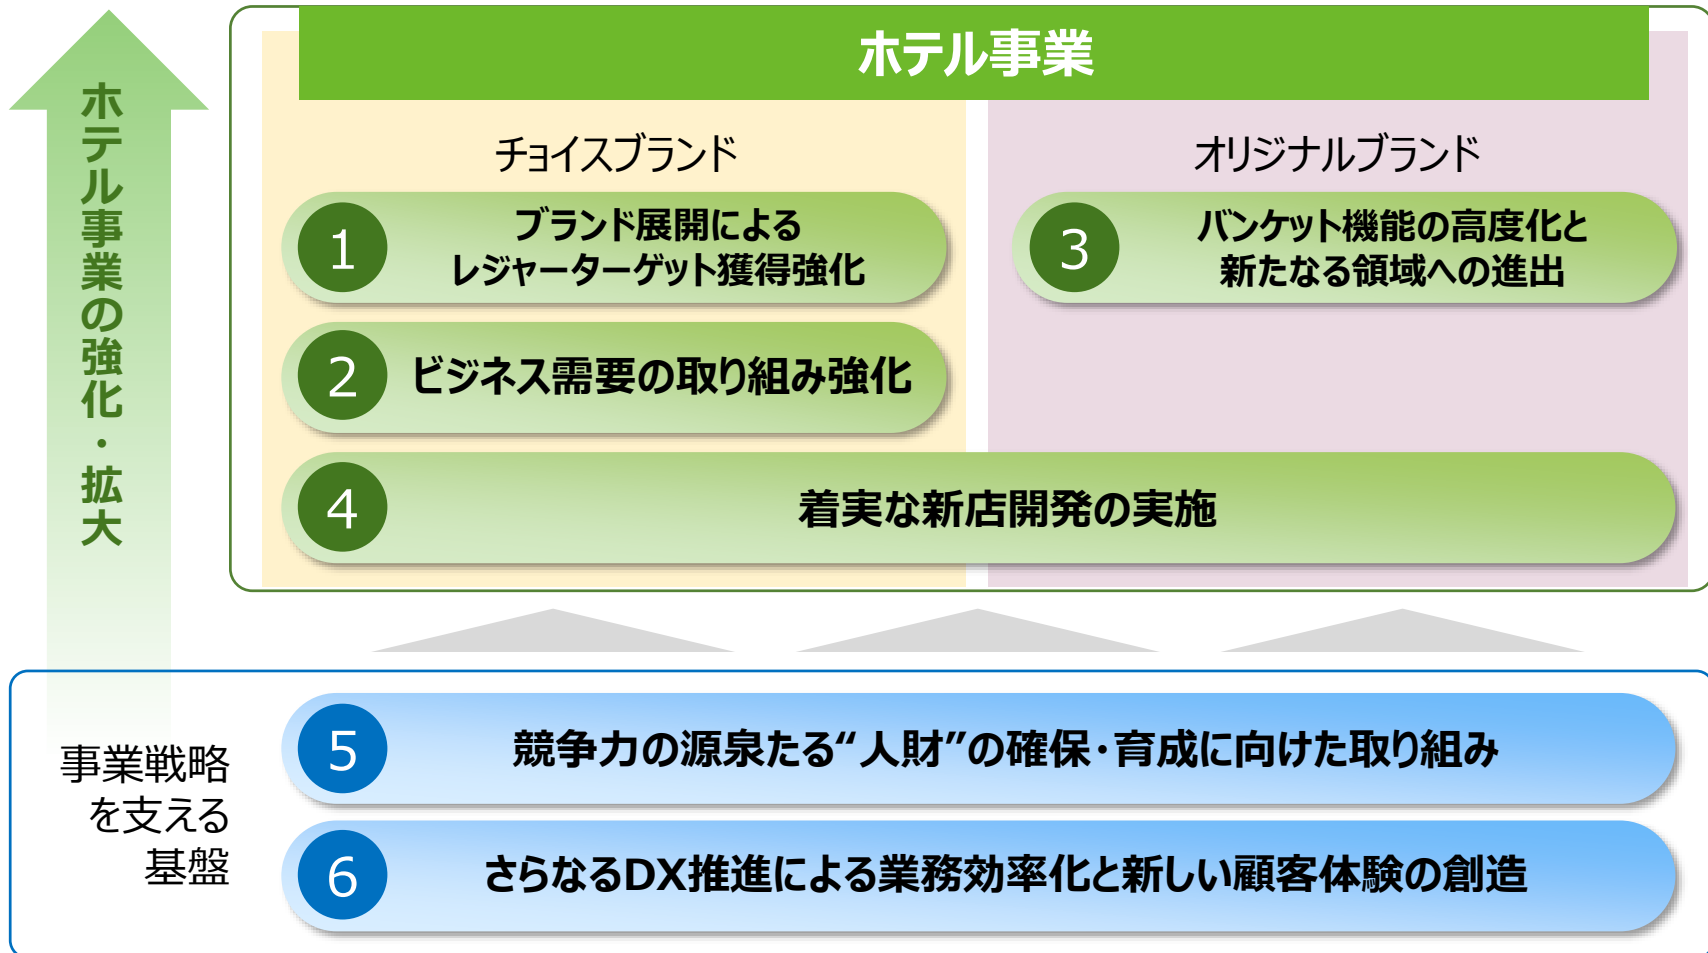 ホテル事業の強化・拡大
ホテル事業
チョイスブランド
1
ブランド展開による
レジャーターゲット獲得強化
2
ビジネス需要の取り組み強化
オリジナルブランド
3
バンケット機能の高度化と
新たなる領域への進出
4
着実な新店開発の実施
事業戦略
を支える
基盤
5
競争力の源泉たる“人財”の確保・育成に向けた取り組み
6
さらなるDX推進による業務効率化と新しい顧客体験の創造